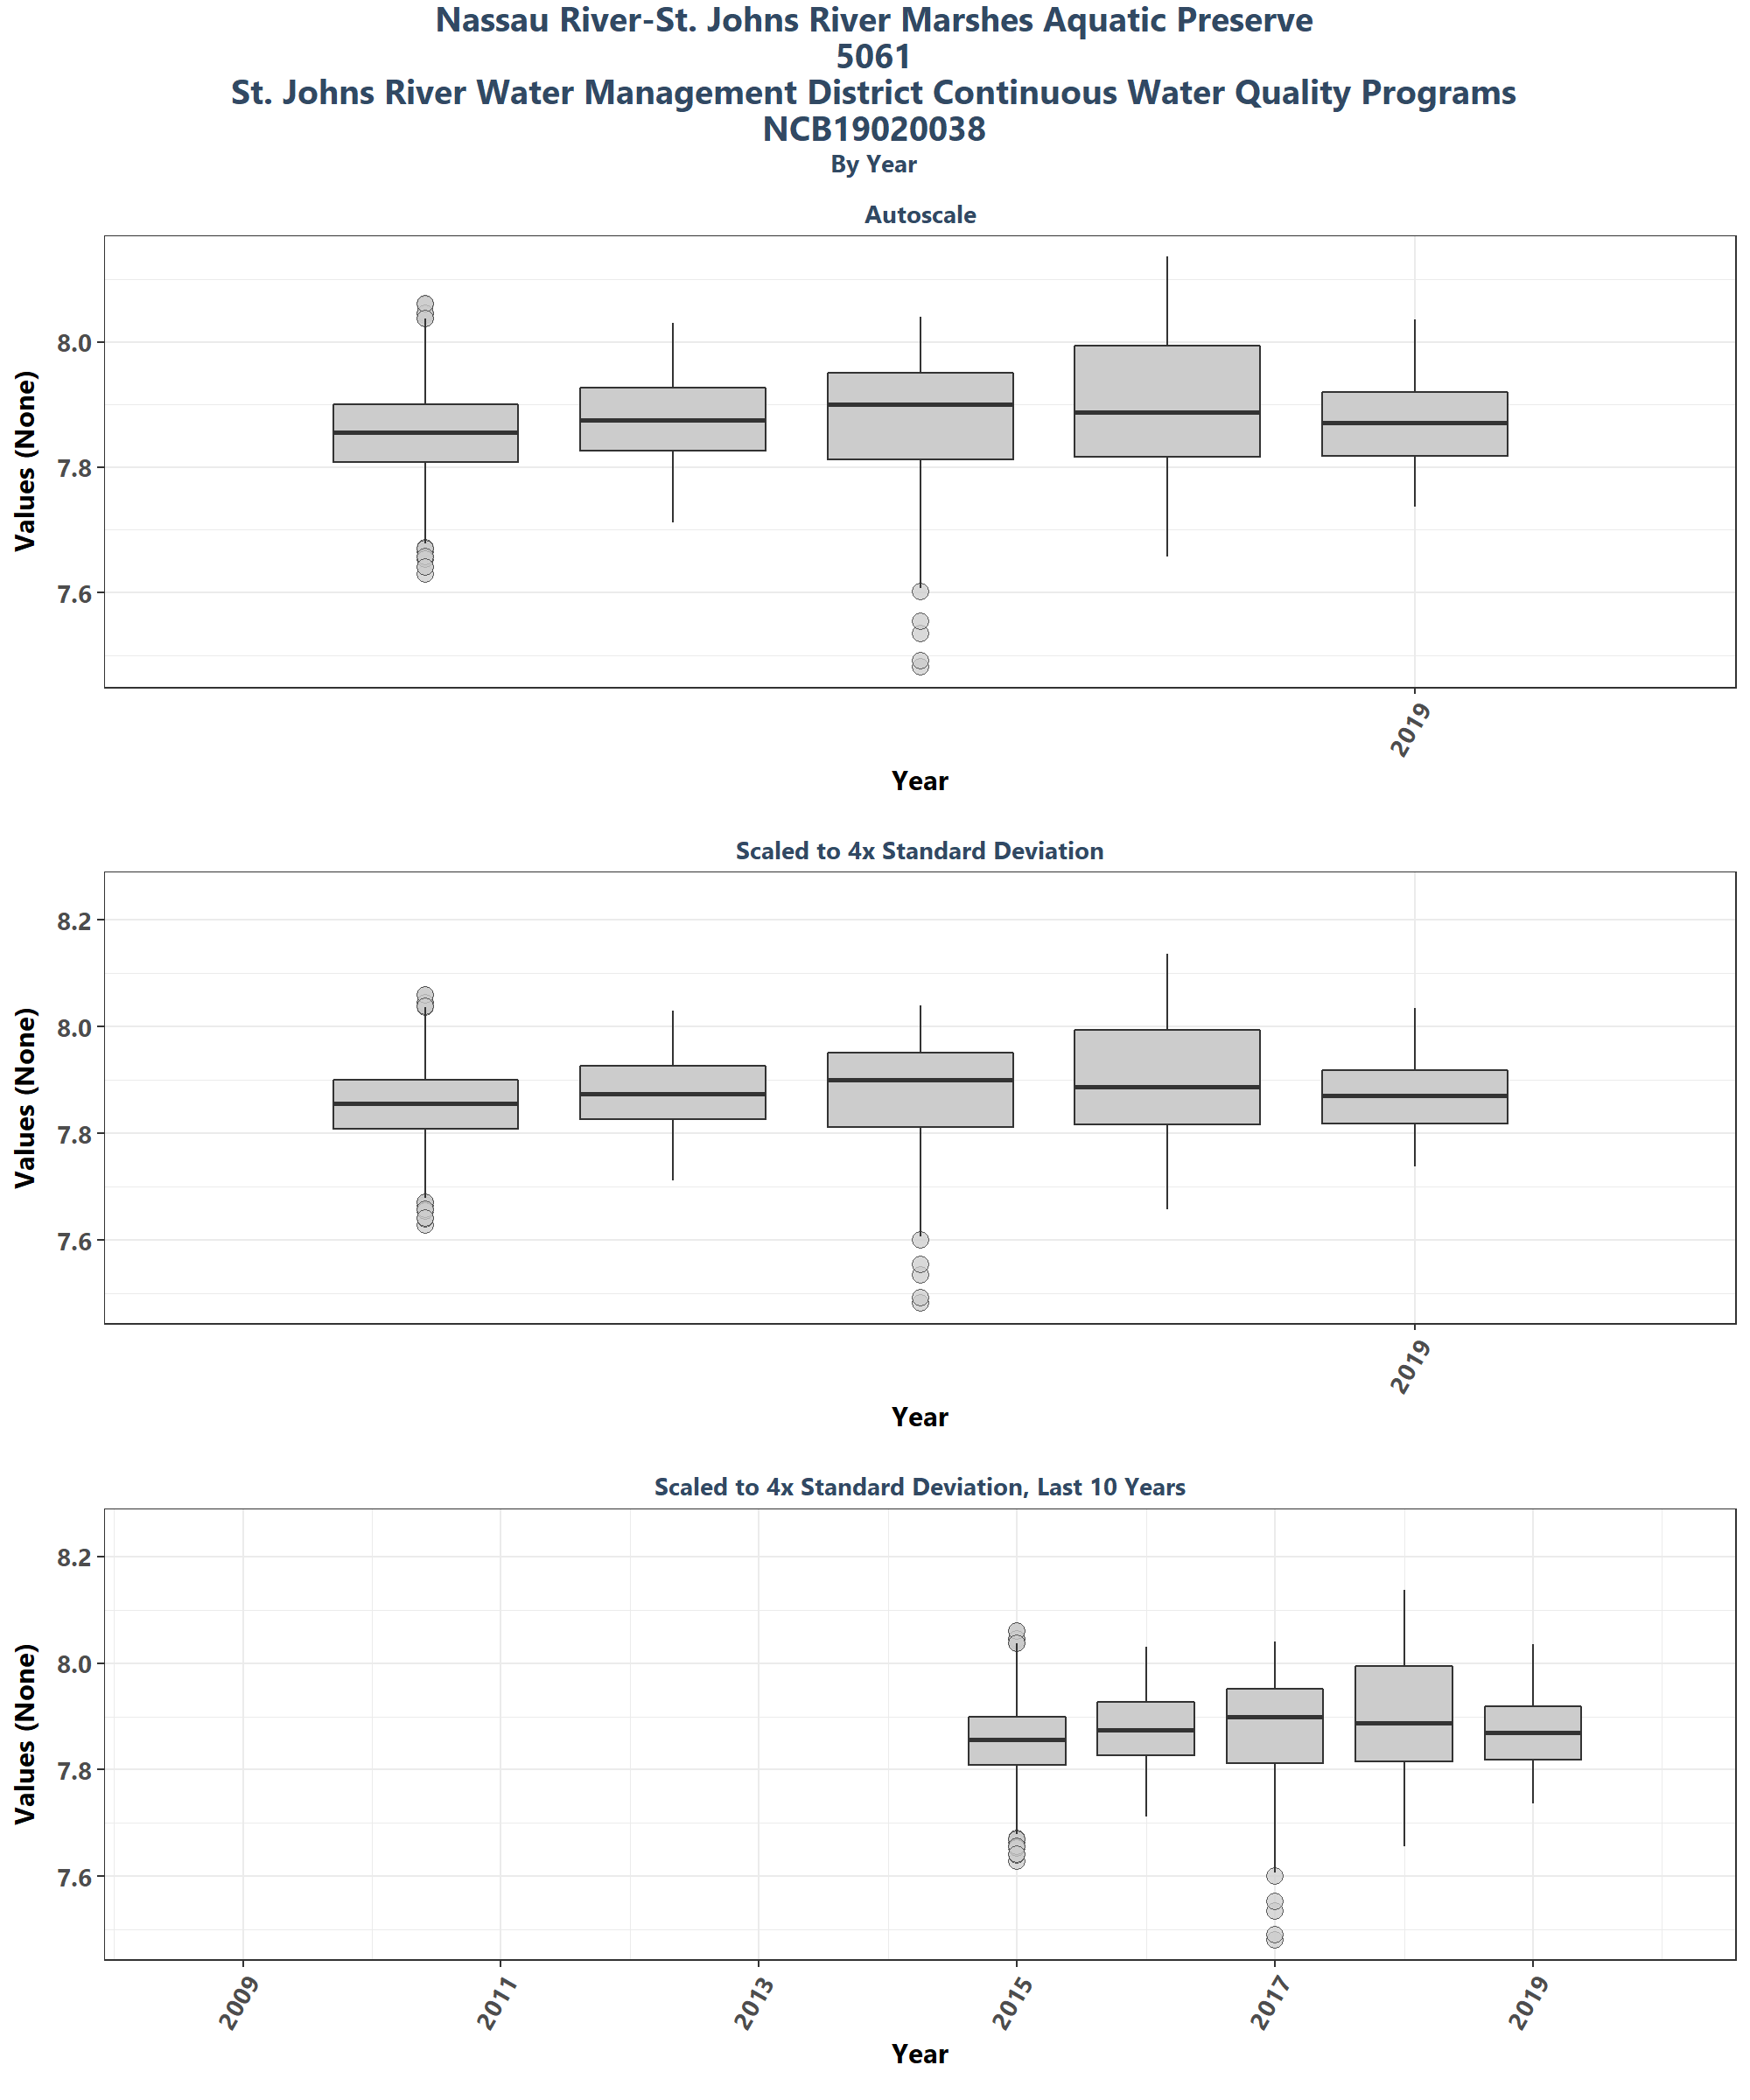 Nassau River-St. Johns River Marshes Aquatic Preserve
5061
St. Johns River Water Management District Continuous Water Quality Programs
NCB19020038
By Year
Autoscale
Values (None)
8.0
7.8
7.6
2019
Year
Scaled to 4x Standard Deviation
Values (None)
8.2
8.0
7.8
7.6
2019
Year
Scaled to 4x Standard Deviation, Last 10 Years
Values (None)
8.2
8.0
7.8
7.6
2009 2011 2013 2015 2017 2019
Year